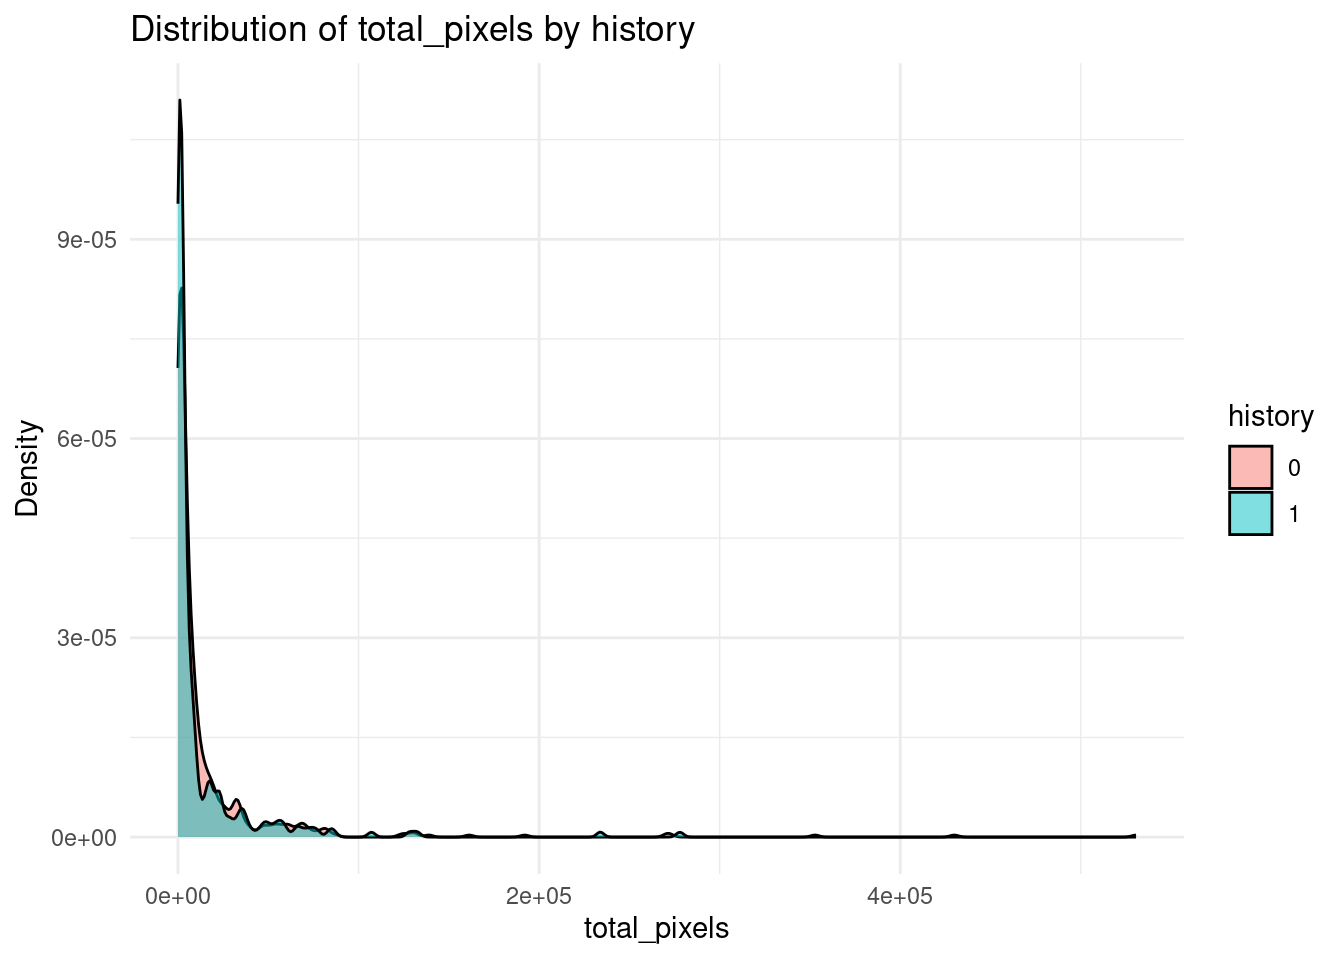 Distribution of total_pixels by history
9e-05
6e-05
3e-05
0e+00
Density
0e+00 2e+05 4e+05
total_pixels
history
0
1